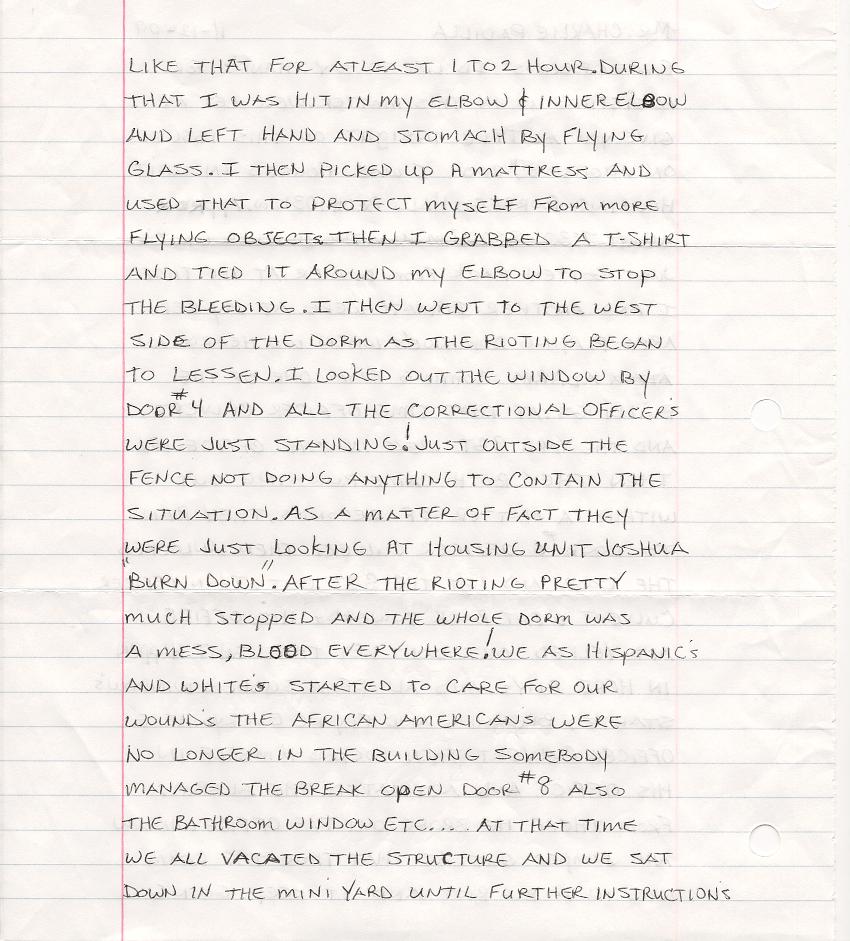 LIKE THAT FOR ATLEAST 1 TO 2 HOUR. DURING
THAT I WAS HIT IN MY ELBOW & INNER ELBOW
AND LEFT HAND AND STOMACH BY FLYING
GLASS. I THEN PICKED UP A MATTRESS AND
USED THAT TO PROTECT MYSELF FROM MORE
FLYING OBJECTS THEN I GRABBED A T-SHIRT
AND TIED IT AROUND MY ELBOW TO STOP
THE BLEEDING. I THEN WENT TO THE WEST
SIDE OF THE DORM AS THE RIOTING BEGAN
TO LESSEN. I LOOKED OUT THE WINDOW BY
DOOR #4 AND ALL THE CORRECTIONAL OFFICER'S
WERE JUST STANDING! JUST OUTSIDE THE
FENCE NOT DOING ANYTHING TO CONTAIN THE
SITUATION. AS A MATTER OF FACT THEY
WERE JUST LOOKING AT HOUSING UNIT JOSHUA
"BURN DOWN". AFTER THE RIOTING PRETTY
MUCH STOPPED AND THE WHOLE DORM WAS
A MESS, BLOOD EVERYWHERE! WE AS HISPANIC'S
AND WHITE'S STARTED TO CARE FOR OUR
WOUND'S THE AFRICAN AMERICAN'S WERE
NO LONGER IN THE BUILDING SOMEBODY
MANAGED THE BREAK OPEN DOOR #8 ALSO
THE BATHROOM WINDOW ETC.... AT THAT TIME
WE ALL VACATED THE STRUCTURE AND WE SAT
DOWN IN THE MINI YARD UNTIL FURTHER INSTRUCTION'S